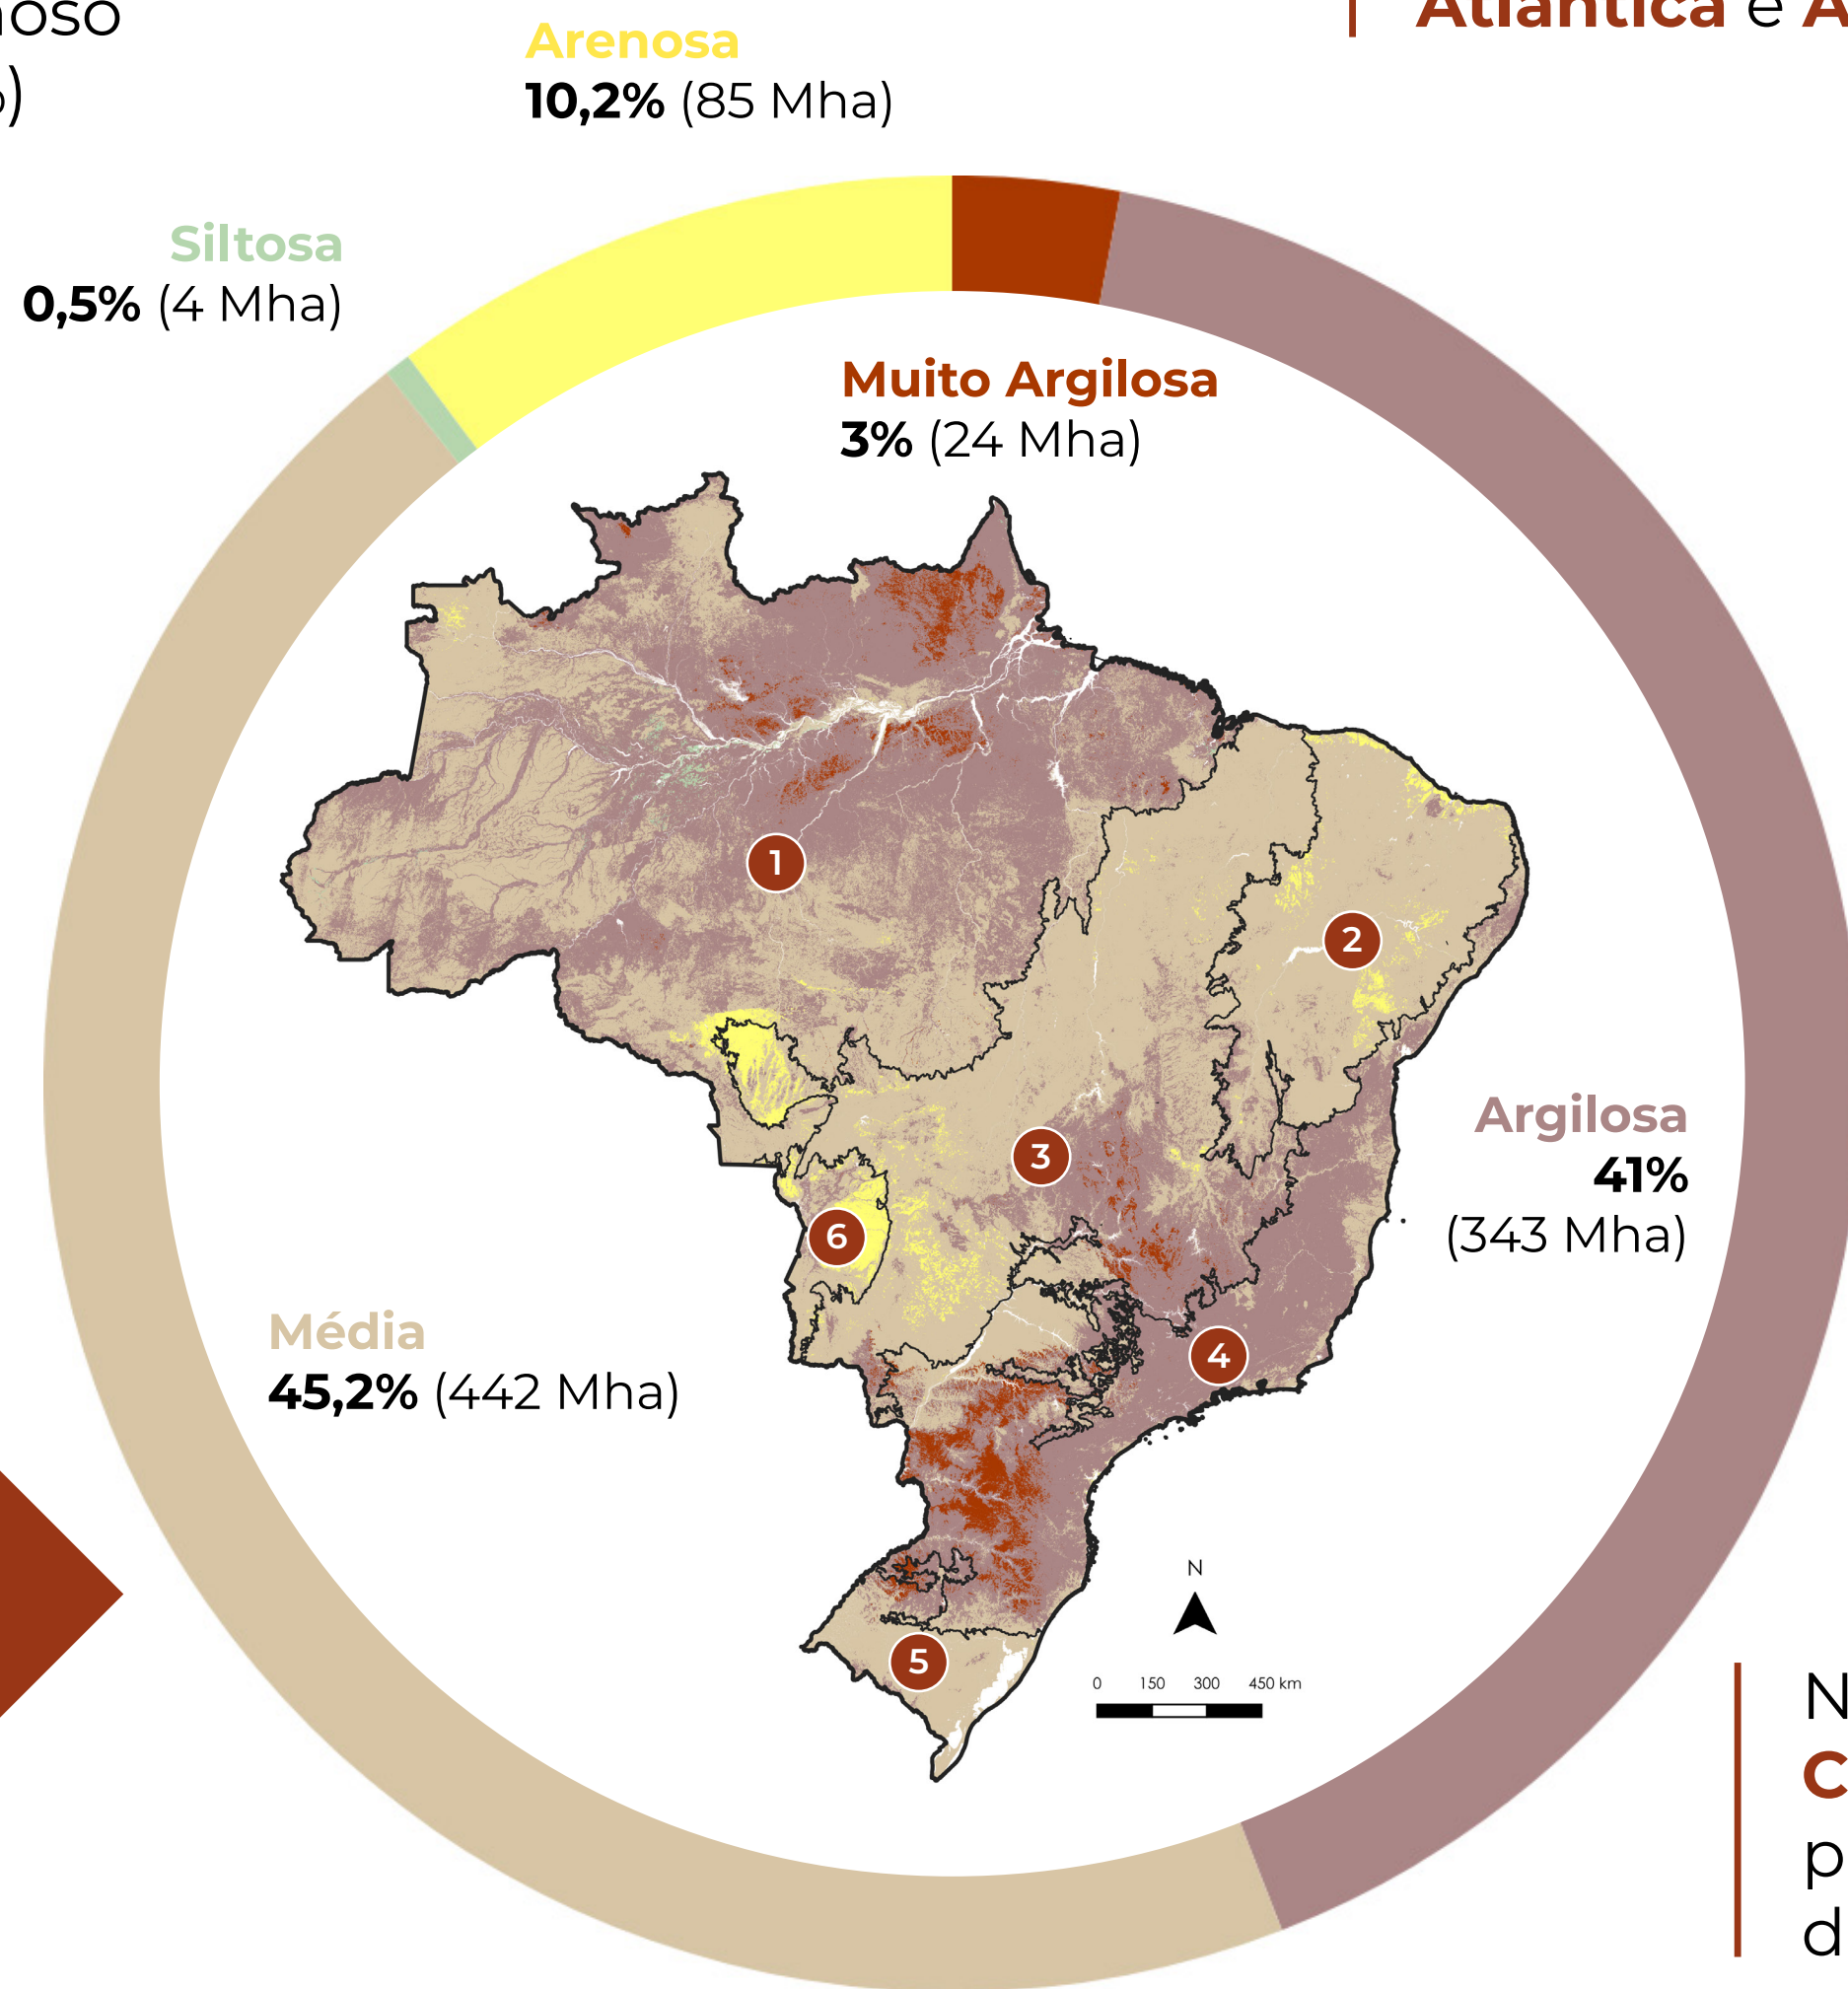 Atlântica e A
Arenosa
10,2% (85 Mha)
Siltosa
0,5% (4 Mha)
Muito Argilosa
3% (24 Mha)
1
2
3
Argilosa
41%
(343 Mha)
6
Média
45,2% (442 Mha)
4
N
5
0 150 300 450 km
N
C
p
d